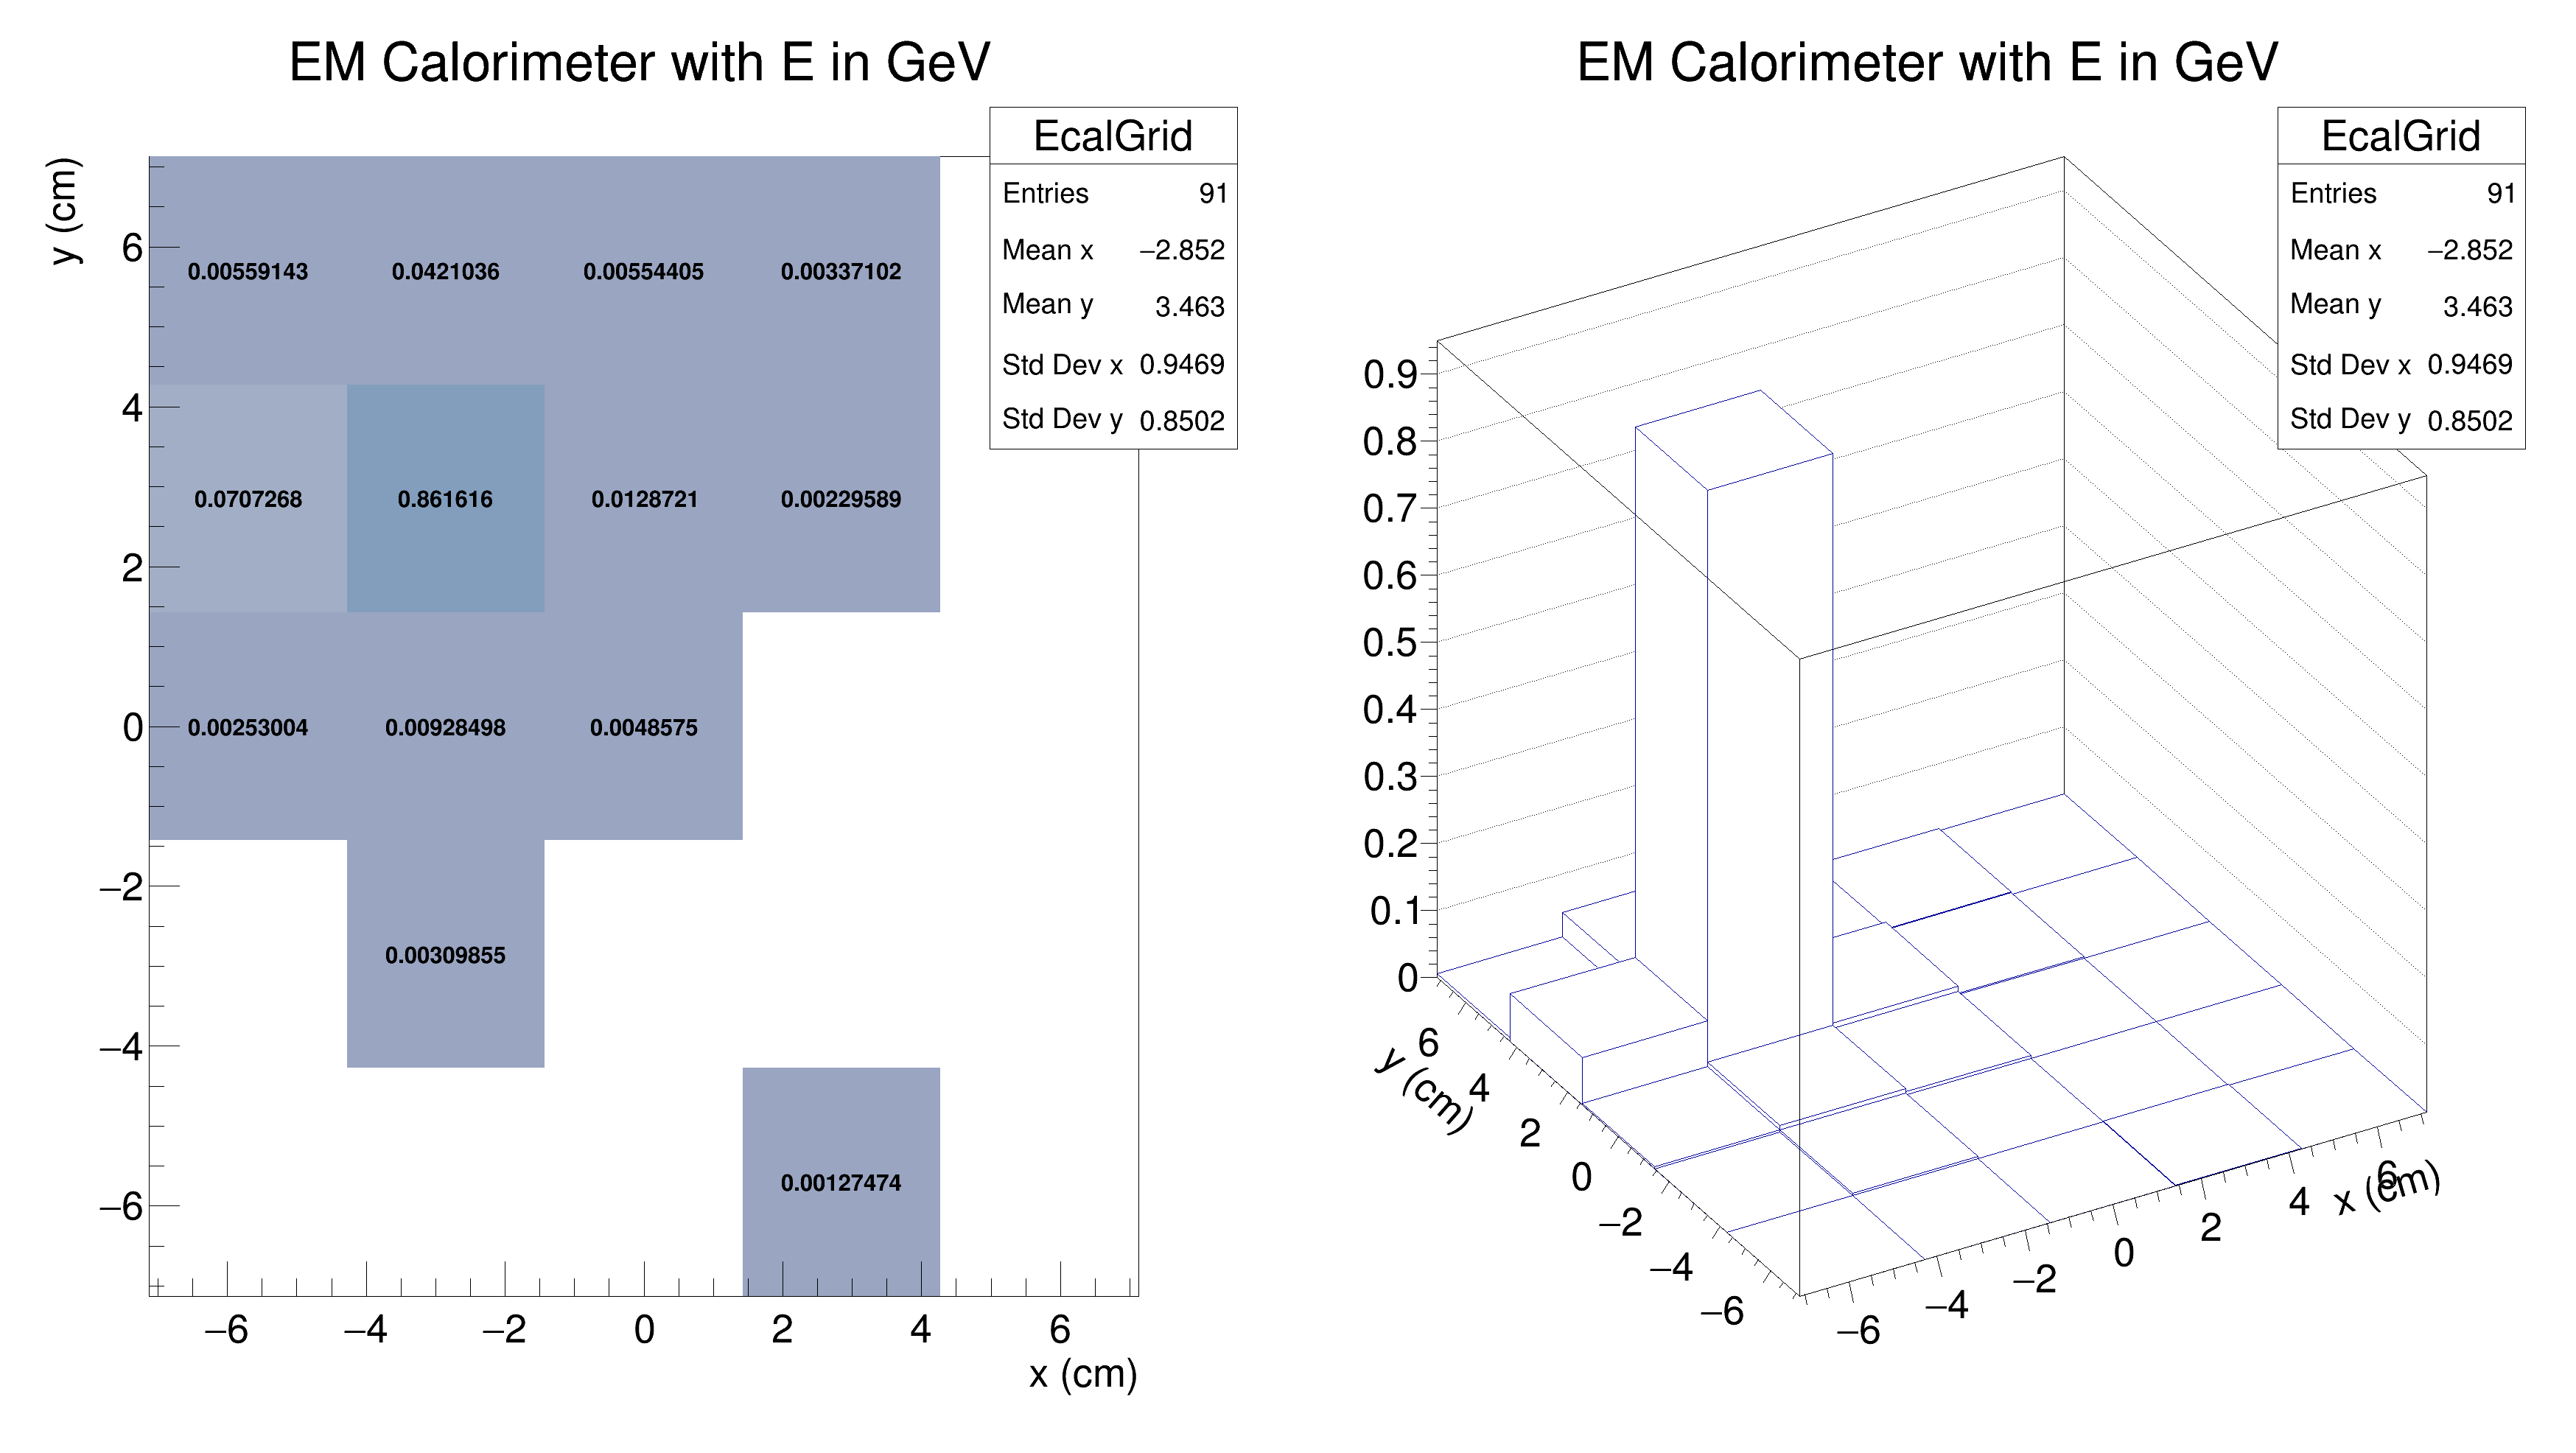 EM Calorimeter with E in GeV
EcalGrid
Entries 91
Mean x −2.852
Mean y 3.463
Std Dev x 0.9469
Std Dev y 0.8502
y (cm)
6
4
2
0
−2
−4
−6
0.00559143 0.0421036 0.00554405 0.00337102
0.0707268 0.861616 0.0128721 0.00229589
0.00253004 0.00928498 0.0048575
0.00309855
0.00127474
−6 −4 −2 0 2 4 6
x (cm)
EM Calorimeter with E in GeV
EcalGrid
Entries 91
Mean x −2.852
Mean y 3.463
Std Dev x 0.9469
Std Dev y 0.8502
0.9
0.8
0.7
0.6
0.5
0.4
0.3
0.2
0.1
0
6
4
2
0
−2
−4
−6
y (cm)
−6
−4
−2
0
2
4
6
x (cm)